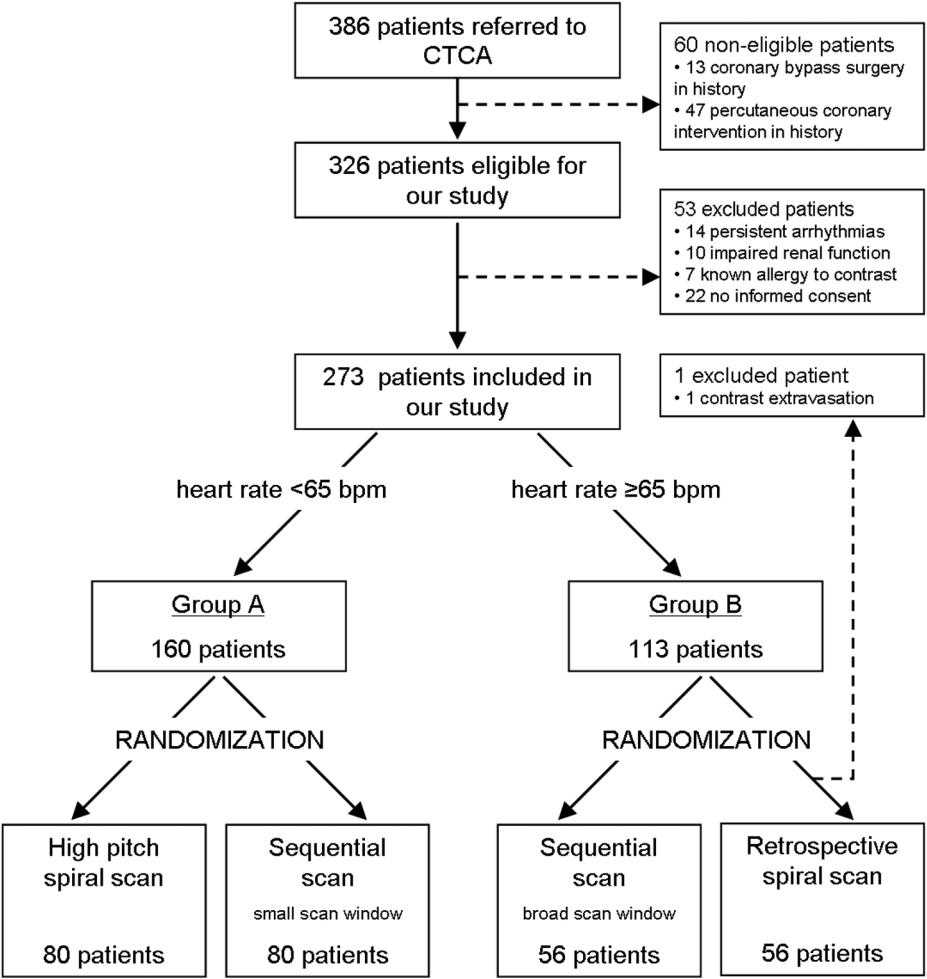 386 patients referred to
CTCA
60 non-eligible patients
• 13 coronary bypass surgery
in history
• 47 percutaneous coronary
intervention in history
326 patients eligible for
our study
53 excluded patients
• 14 persistent arrhythmias
• 10 impaired renal function
• 7 known allergy to contrast
• 22 no informed consent
273 patients included in
our study
1 excluded patient
• 1 contrast extravasation
heart rate <65 bpm
heart rate ≥65 bpm
Group A
160 patients
Group B
113 patients
RANDOMIZATION
RANDOMIZATION
High pitch
spiral scan
80 patients
Sequential
scan
small scan window
80 patients
Sequential
scan
broad scan window
56 patients
Retrospective
spiral scan
56 patients